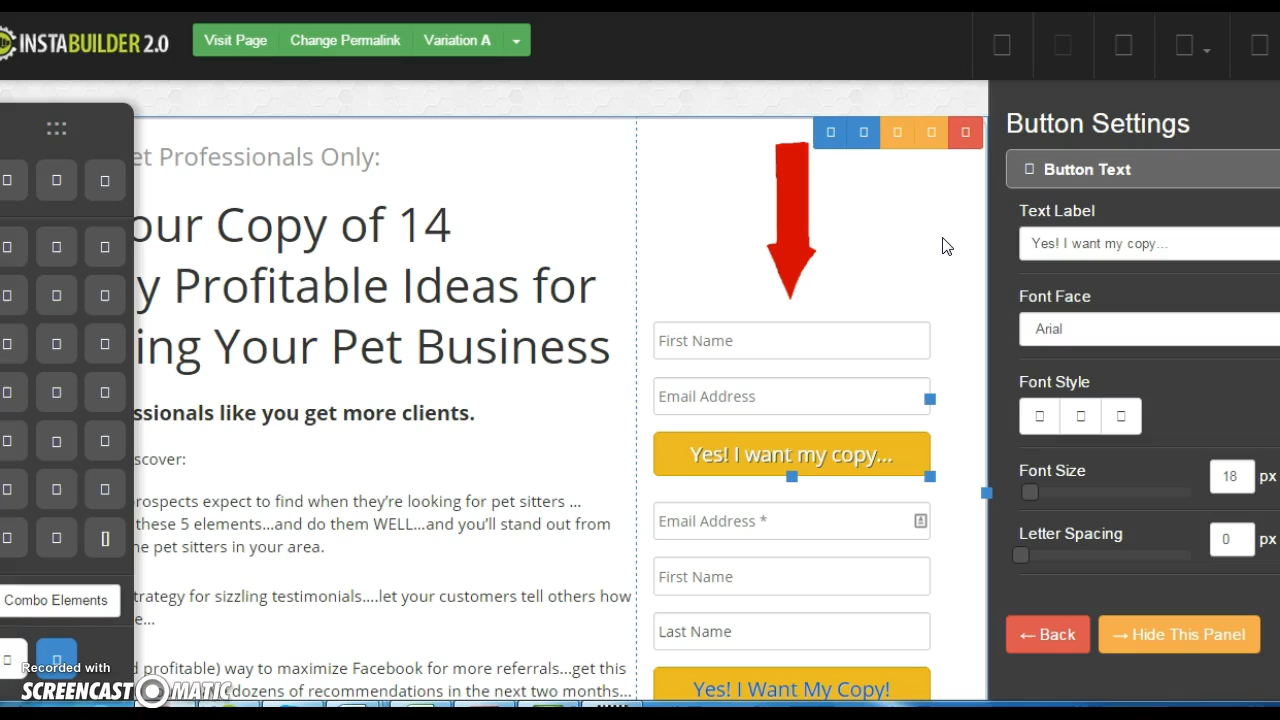 INSTABUILDER 2.0
Visit Page Change Permalink Variation A
et Professionals Only:
our Copy of 14
y Profitable Ideas for
ing Your Pet Business
ssionals like you get more clients.
scover:
rospects expect to find when they're looking for pet sitters ...
these 5 elements...and do them WELL...and you'll stand out from
ne pet sitters in your area.
trategy for sizzling testimonials....let your customers tell others how
e...
d profitable) way to maximize Facebook for more referrals...get this
dozens of recommendations in the next two months...
First Name
Email Address
Yes! I want my copy...
Email Address *
First Name
Last Name
Yes! I Want My Copy!
Button Settings
Button Text
Text Label
Yes! I want my copy...
Font Face
Arial
Font Style
Font Size
18 px
Letter Spacing
0 px
← Back → Hide This Panel
[]
Combo Elements
Recorded with
SCREENCAST MATIC